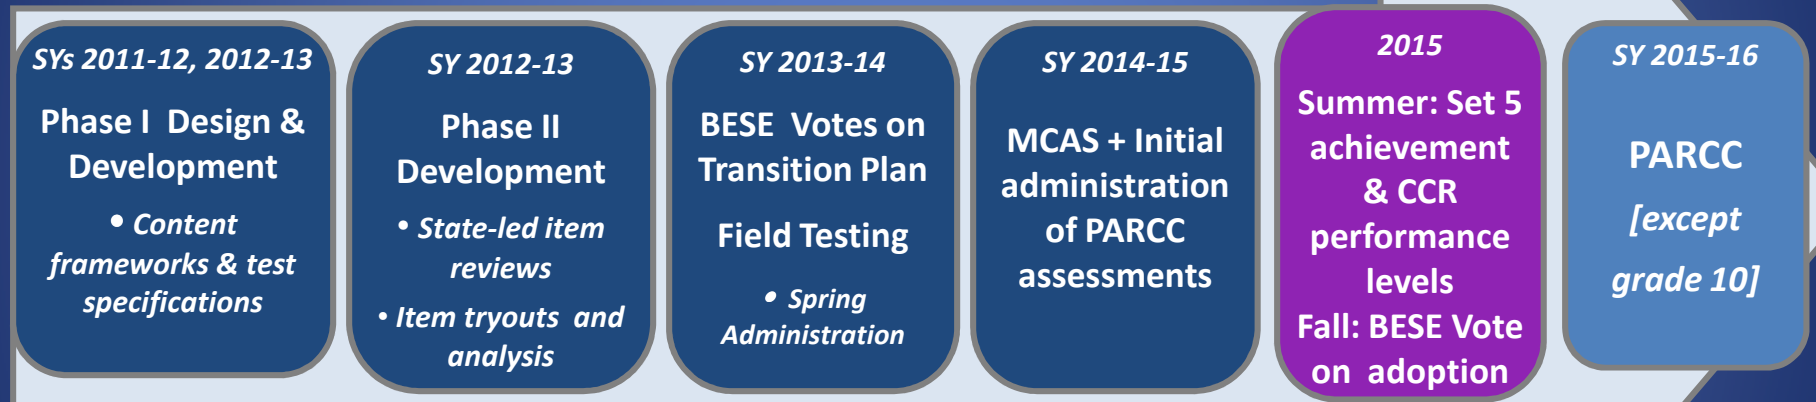 SYs 2011-12, 2012-13
Phase I  Design &
Development
• Content
frameworks & test
specifications
SY 2012-13
Phase II
Development
• State-led item
reviews
• Item tryouts  and
analysis
SY 2013-14
BESE  Votes on
Transition Plan
Field Testing
• Spring
Administration
SY 2014-15
MCAS + Initial
administration
of PARCC
assessments
2015
Summer: Set 5
achievement
& CCR
performance
levels
Fall: BESE Vote
on  adoption
SY 2015-16
PARCC
[except
grade 10]